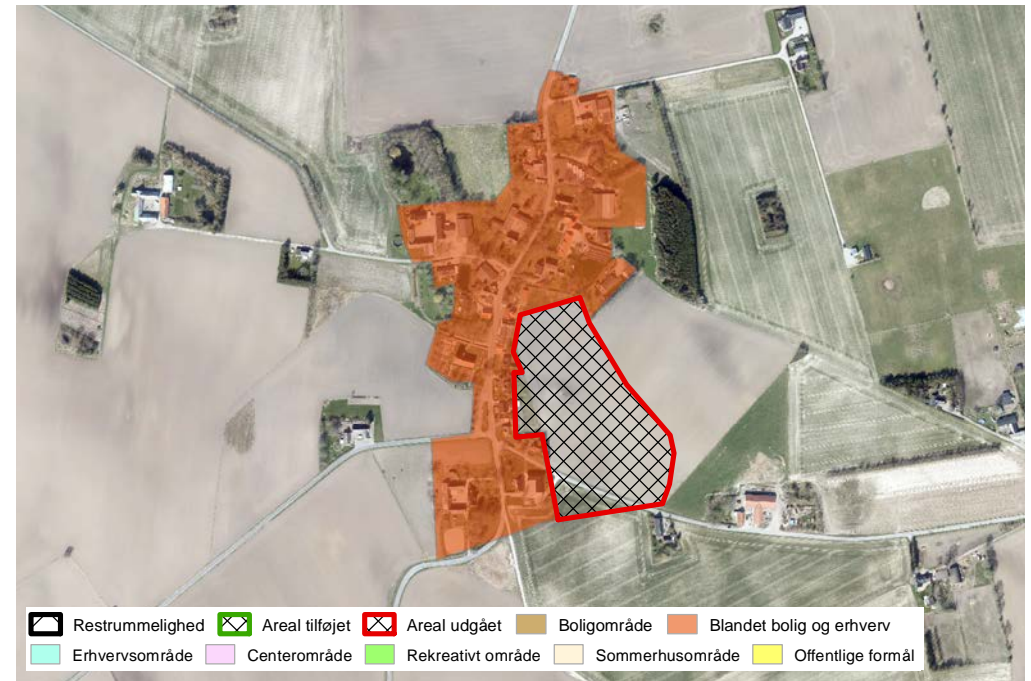 Restrummelighed Areal tilføjet Areal udgået Boligområde Blandet bolig og erhverv
Erhvervsområde Centerområde Rekreativt område Sommerhusområde Offentlige formål